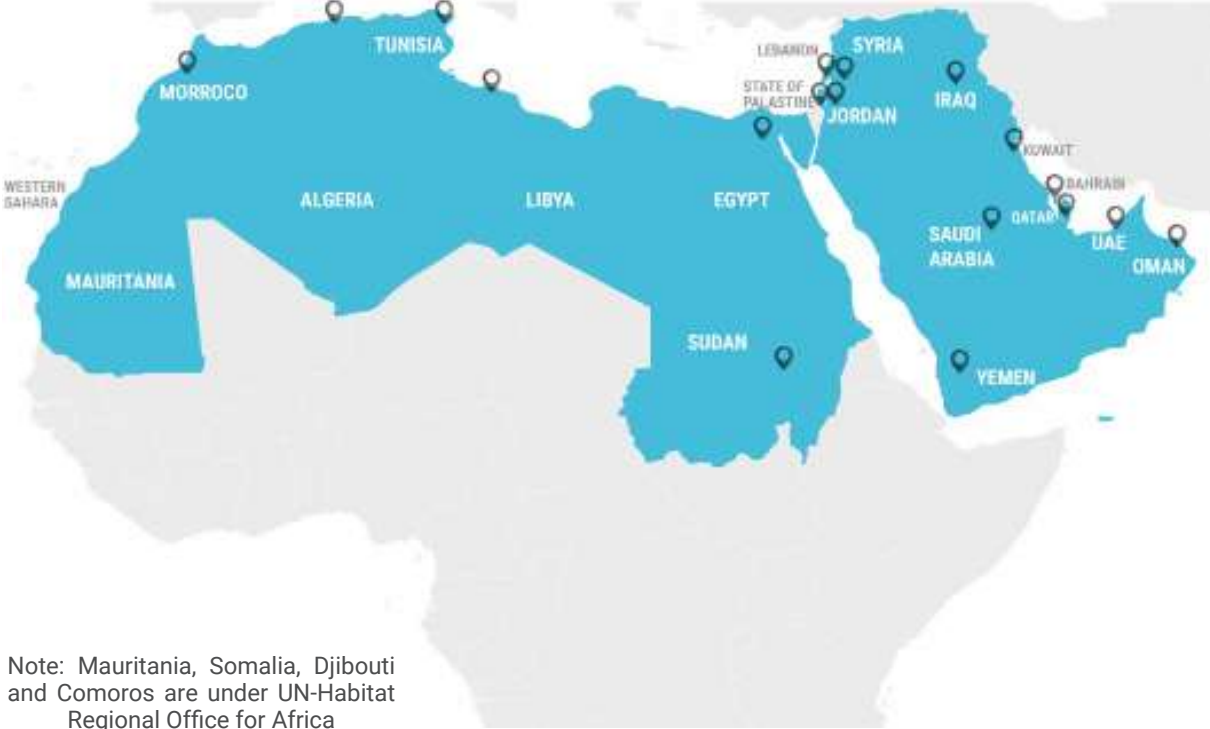 TUNISIA
LEBANON
SYRIA
MORROCO
STATE OF
PALASTINE
JORDAN
IRAQ
KUWAIT
WESTERN
SAHARA
ALGERIA
LIBYA
EGYPT
BAHRAIN
QATAR
SAUDI
ARABIA
UAE
OMAN
MAURITANIA
SUDAN
YEMEN
Note: Mauritania, Somalia, Djibouti
and Comoros are under UN-Habitat
Regional Office for Africa